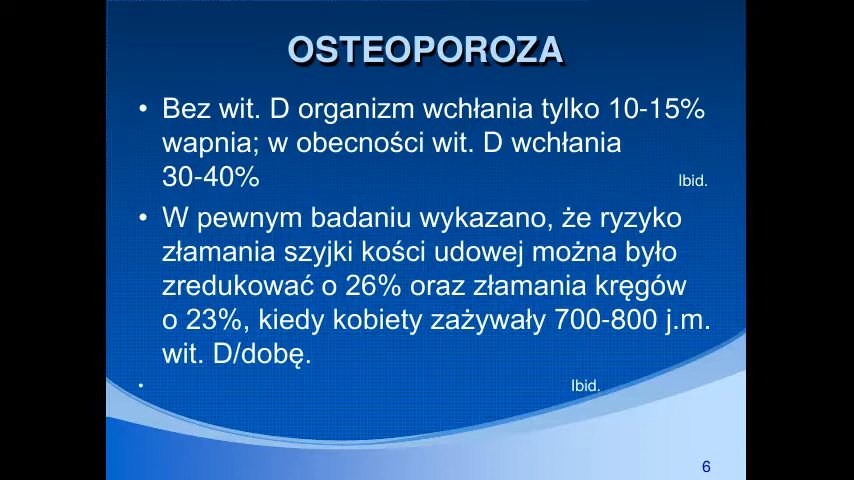 OSTEOPOROZA
• Bez wit. D organizm wchłania tylko 10-15%
wapnia; w obecności wit. D wchłania
30-40% Ibid.
• W pewnym badaniu wykazano, że ryzyko
złamania szyjki kości udowej można było
zredukować o 26% oraz złamania kręgów
o 23%, kiedy kobiety zażywały 700-800 j.m.
wit. D/dobę.
• Ibid.
6